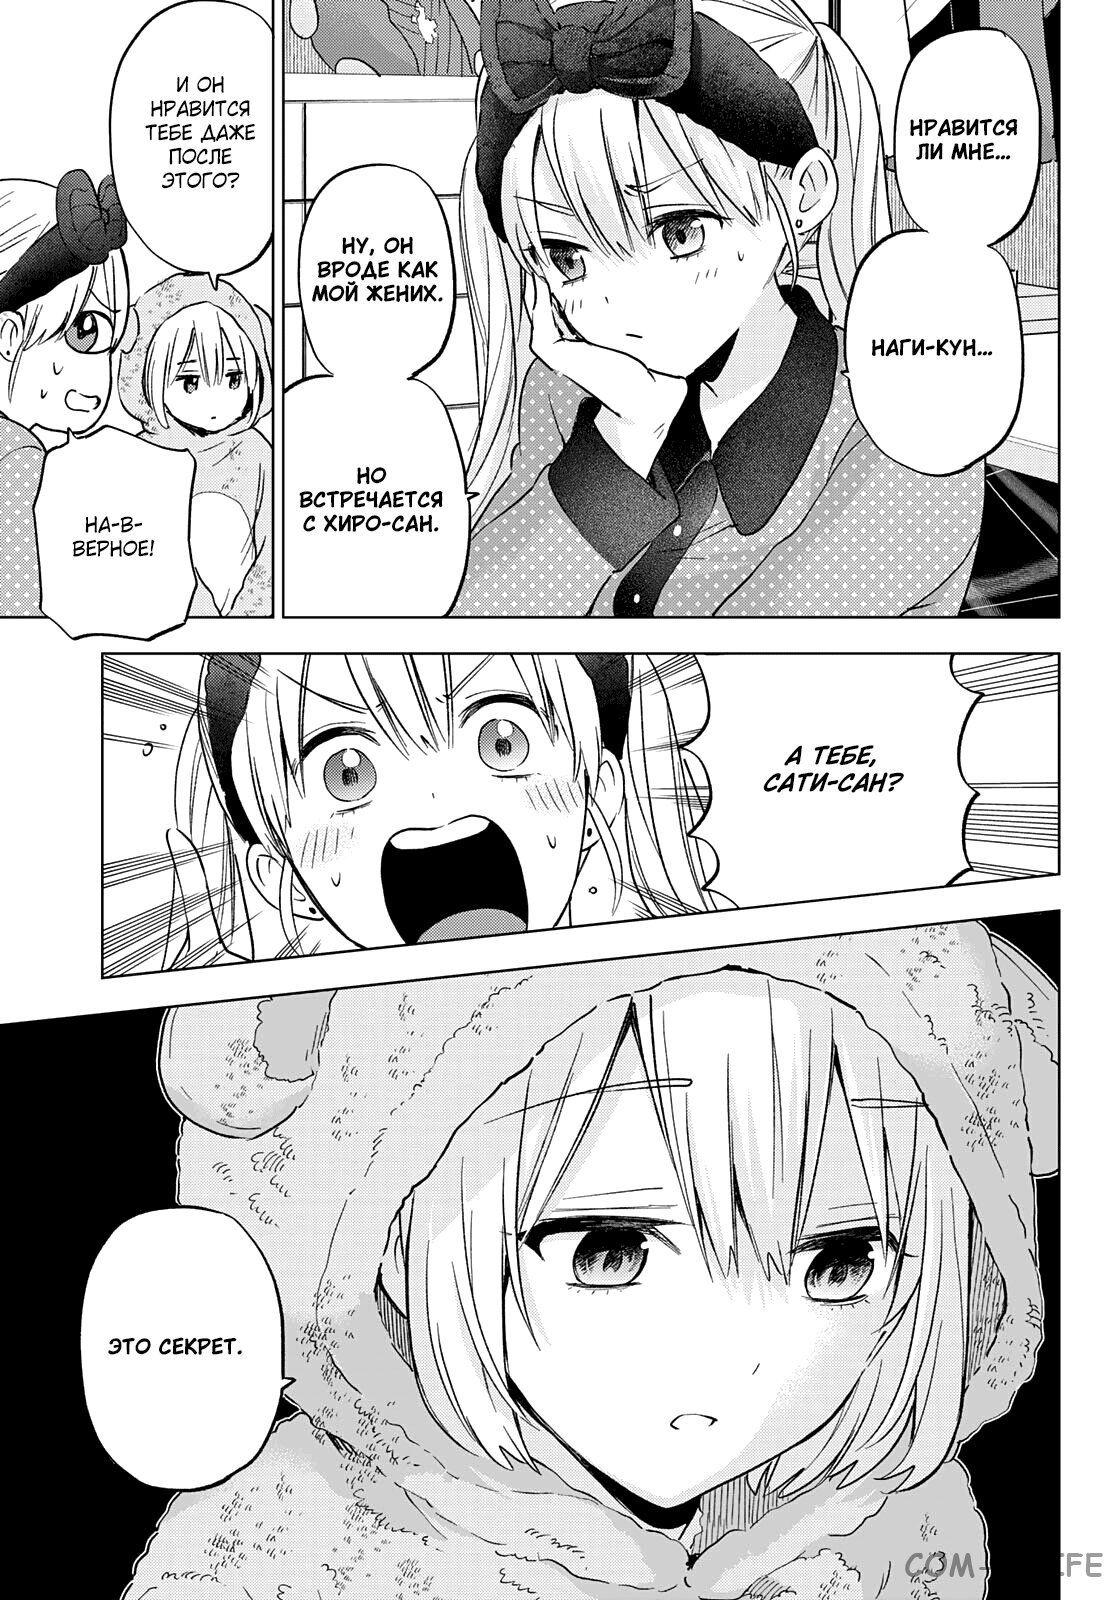 НРАВИТСЯ
ЛИ МНЕ...
НАГИ-КУН...
НУ, ОН
ВРОДЕ КАК
МОЙ ЖЕНИХ.
НО
ВСТРЕЧАЕТСЯ
С ХИРО-САН.
И ОН
НРАВИТСЯ
ТЕБЕ ДАЖЕ
ПОСЛЕ
ЭТОГО?
НА-В-
ВЕРНОЕ!
А ТЕБЕ,
САТИ-САН?
ЭТО СЕКРЕТ.